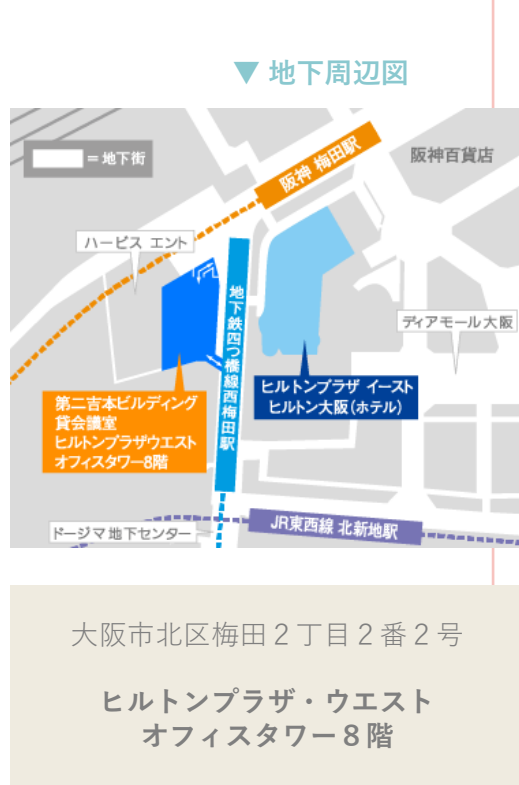 ▼ 地下周辺図
＝地下街
阪神 梅田駅
阪神百貨店
ハービス エント
地下鉄四つ橋線西梅田駅
ディアモール大阪
ヒルトンプラザ イースト
ヒルトン大阪（ホテル）
第二吉本ビルディング
貸会議室
ヒルトンプラザウエスト
オフィスタワー8階
JR東西線 北新地駅
ドージマ地下センター
大阪市北区梅田２丁目２番２号
ヒルトンプラザ・ウエスト
オフィスタワー８階